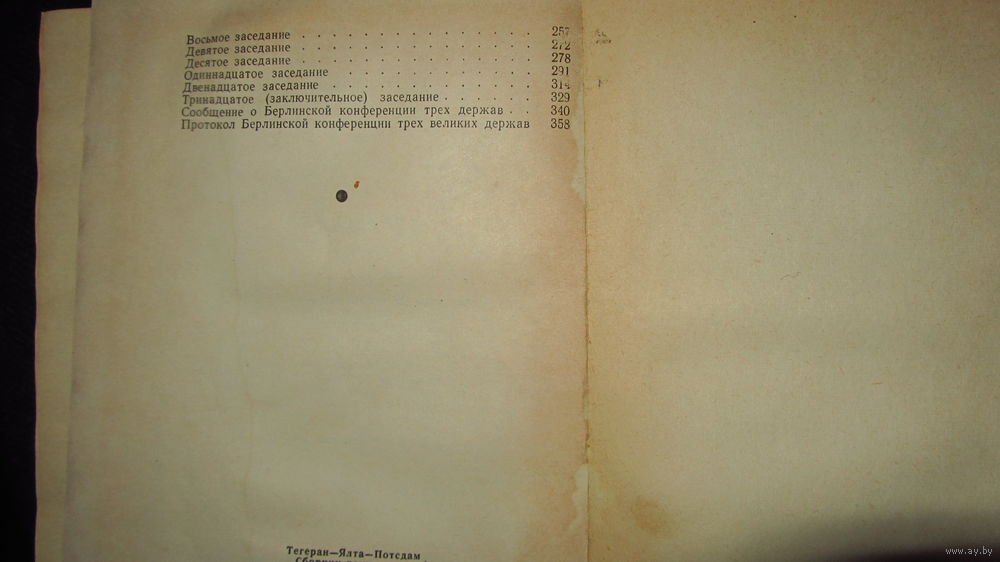 Восьмое заседание . . . . . . . . . . . . . . . 257
Девятое заседание . . . . . . . . . . . . . . . 272
Десятое заседание . . . . . . . . . . . . . . . 278
Одиннадцатое заседание . . . . . . . . . . . . 291
Двенадцатое заседание . . . . . . . . . . . . . 314
Тринадцатое (заключительное) заседание . . . . . . 329
Сообщение о Берлинской конференции трех держав . . 340
Протокол Берлинской конференции трех великих держав 358
Тегеран—Ялта—Потсдам
www.ay.by